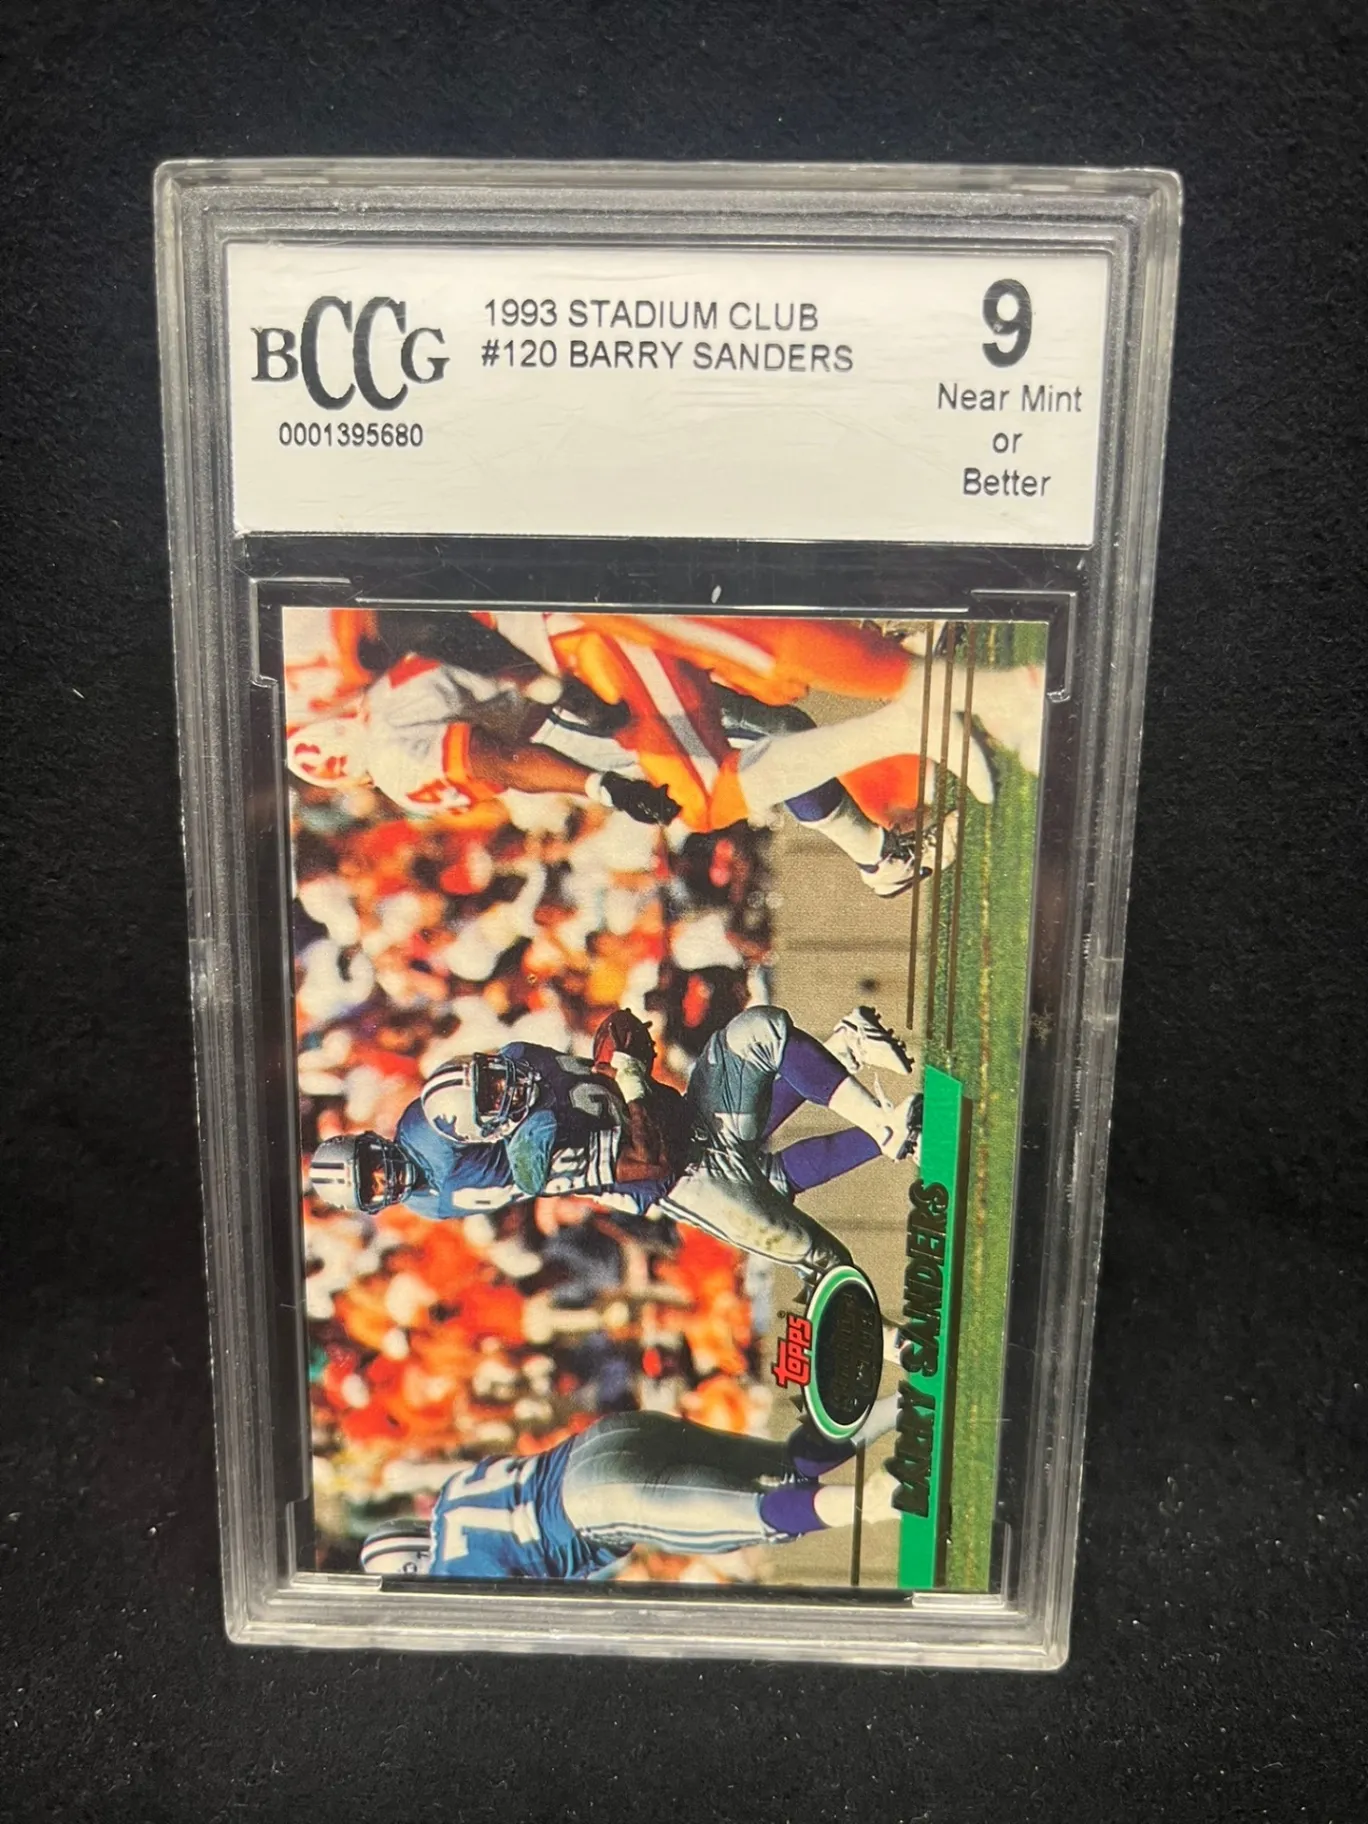 BCCG
0001395680
1993 STADIUM CLUB
#120 BARRY SANDERS
9
Near Mint
or
Better
TOPPS
BARRY SANDERS